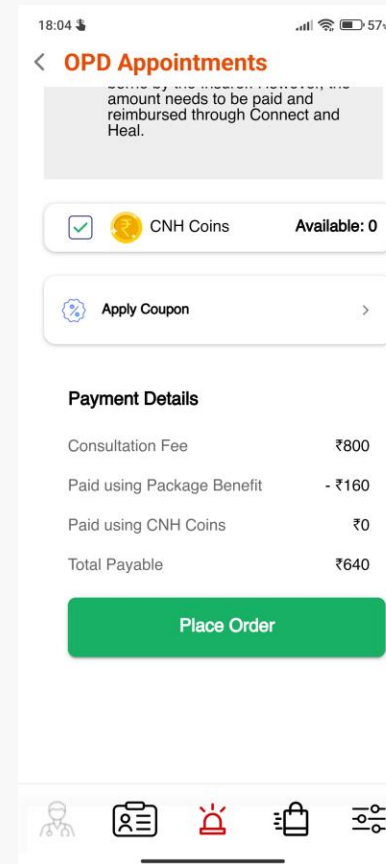 18:04
57
OPD Appointments
amount needs to be paid and
reimbursed through Connect and
Heal.
CNH Coins Available: 0
Apply Coupon
Payment Details
Consultation Fee ₹800
Paid using Package Benefit - ₹160
Paid using CNH Coins ₹0
Total Payable ₹640
Place Order